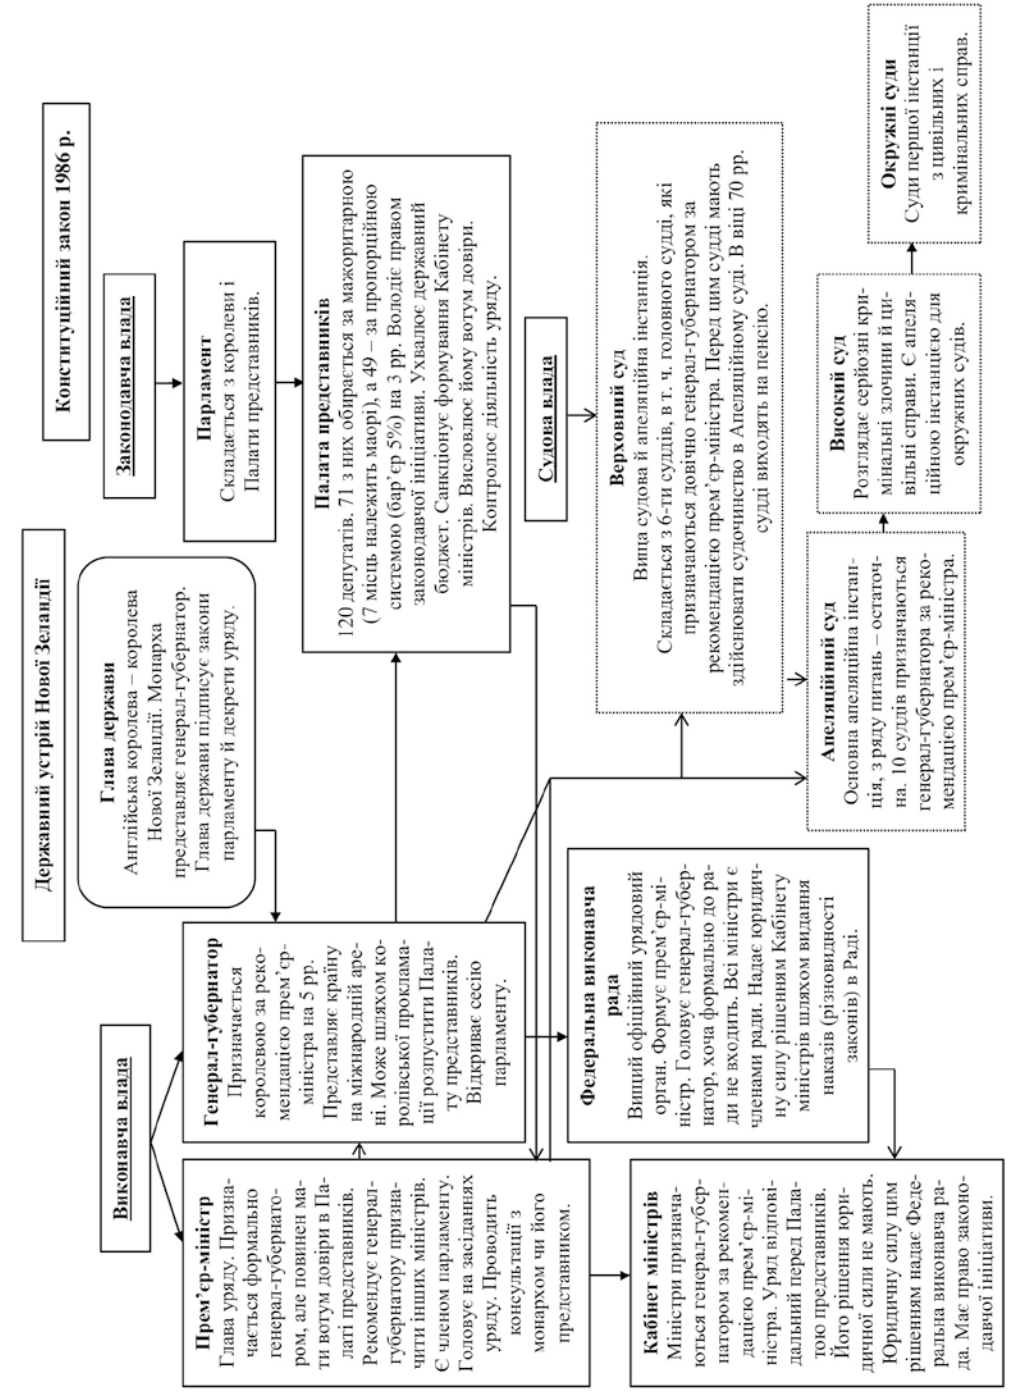 Державний устрій Нової Зеландії
Конституційний закон 1986 р.
Виконавча влада
Глава держави
Англійська королева – королева
Нової Зеландії. Монарха
представляє генерал-губернатор.
Глава держави підписує закони
парламенту й декрети уряду.
Законодавча влада
Прем’єр-міністр
Глава уряду. Призна-
чається формально
генерал-губернато-
ром, але повинен ма-
ти вотум довіри в Па-
латі представників.
Рекомендує генерал-
губернатору призна-
чити інших міністрів.
Є членом парламенту.
Головує на засіданнях
уряду. Проводить
консультації з
монархом чи його
представником.
Генерал-губернатор
Призначається
королевою за реко-
мендацією прем’єр-
міністра на 5 рр.
Представляє країну
на міжнародній аре-
ні. Може шляхом ко-
ролівської проклама-
ції розпустити Пала-
ту представників.
Відкриває сесію
парламенту.
Парламент
Складається з королеви і
Палати представників.
Палата представників
120 депутатів. 71 з них обирається за мажоритарною
(7 місць належить маорі), а 49 – за пропорційною
системою (бар’єр 5%) на 3 рр. Володіє правом
законодавчої ініціативи. Ухвалює державний
бюджет. Санкціонує формування Кабінету
міністрів. Висловлює йому вотум довіри.
Контролює діяльність уряду.
Судова влада
Федеральна виконавча
рада
Вищий офіційний урядовий
орган. Формує прем’єр-мі-
ністр. Головує генерал-губер-
натор, хоча формально до ра-
ди не входить. Всі міністри є
членами ради. Надає юридич-
ну силу рішенням Кабінету
міністрів шляхом видання
наказів (різновидності
законів) в Раді.
Верховний суд
Вища судова й апеляційна інстанція.
Складається з 6-ти суддів, в т. ч. головного судді, які
призначаються довічно генерал-губернатором за
рекомендацією прем’єр-міністра. Перед цим судді мають
здійснювати судочинство в Апеляційному суді. В віці 70 рр.
судді виходять на пенсію.
Кабінет міністрів
Міністри признача-
ються генерал-губер-
натором за рекомен-
дацією прем’єр-мі-
ністра. Уряд відпові-
дальний перед Пала-
тою представників.
Його рішення юри-
дичної сили не мають.
Юридичну силу цим
рішенням надає Феде-
ральна виконавча ра-
да. Має право законо-
давчої ініціативи.
Апеляційний суд
Основна апеляційна інстан-
ція, з ряду питань – остаточ-
на. 10 суддів призначаються
генерал-губернатора за реко-
мендацією прем’єр-міністра.
Високий суд
Розглядає серйозні кри-
мінальні злочини й ци-
вільні справи. Є апеля-
ційною інстанцією для
окружних судів.
Окружні суди
Суди першої інстанції
з цивільних і
кримінальних справ.